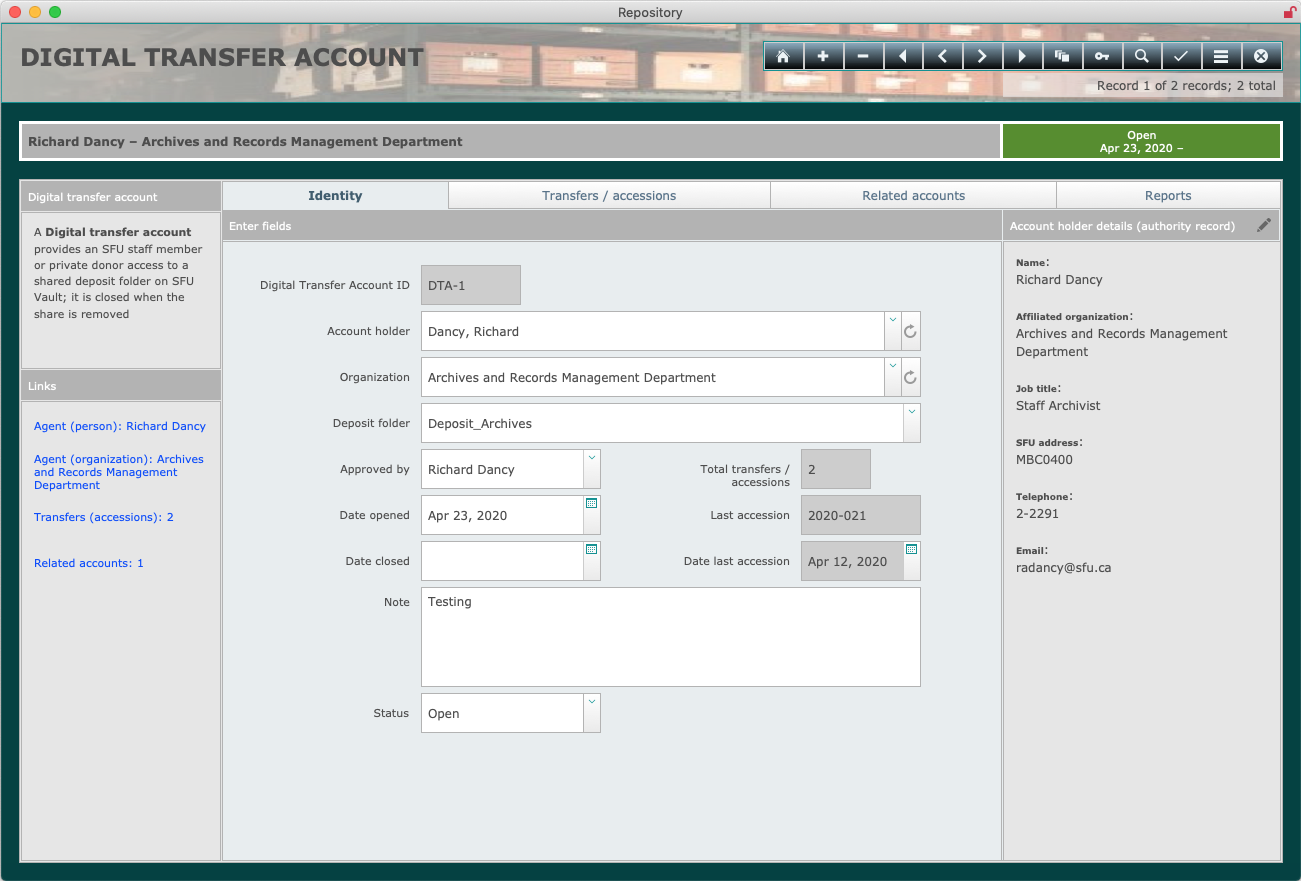 Repository
DIGITAL TRANSFER ACCOUNT
Record 1 of 2 records; 2 total
Richard Dancy – Archives and Records Management Department
Open
Apr 23, 2020 –
Digital transfer account
A Digital transfer account
provides an SFU staff member
or private donor access to a
shared deposit folder on SFU
Vault; it is closed when the
share is removed
Links
Agent (person): Richard Dancy
Agent (organization): Archives
and Records Management
Department
Transfers (accessions): 2
Related accounts: 1
Identity
Transfers / accessions
Related accounts
Reports
Enter fields
Digital Transfer Account ID
DTA-1
Account holder
Dancy, Richard
Organization
Archives and Records Management Department
Deposit folder
Deposit_Archives
Approved by
Richard Dancy
Total transfers /
accessions
2
Date opened
Apr 23, 2020
Last accession
2020-021
Date closed
Date last accession
Apr 12, 2020
Note
Testing
Status
Open
Account holder details (authority record)
Name:
Richard Dancy
Affiliated organization:
Archives and Records Management
Department
Job title:
Staff Archivist
SFU address:
MBC0400
Telephone:
2-2291
Email:
radancy@sfu.ca